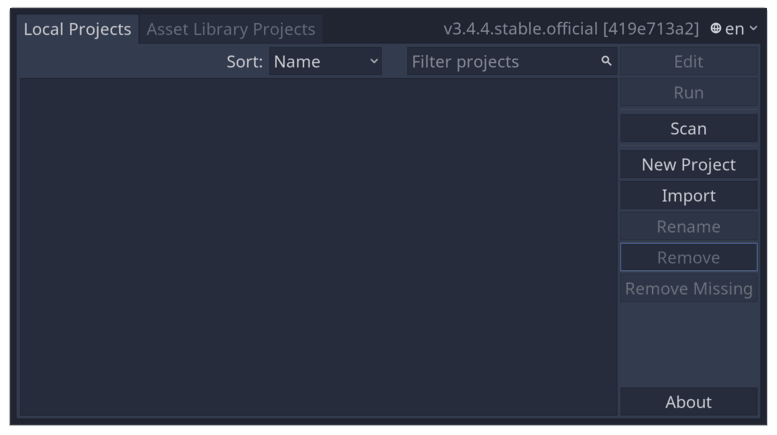 Local Projects Asset Library Projects v3.4.4.stable.official [419e713a2] en
Sort: Name Filter projects Edit
Run
Scan
New Project
Import
Rename
Remove
Remove Missing
About